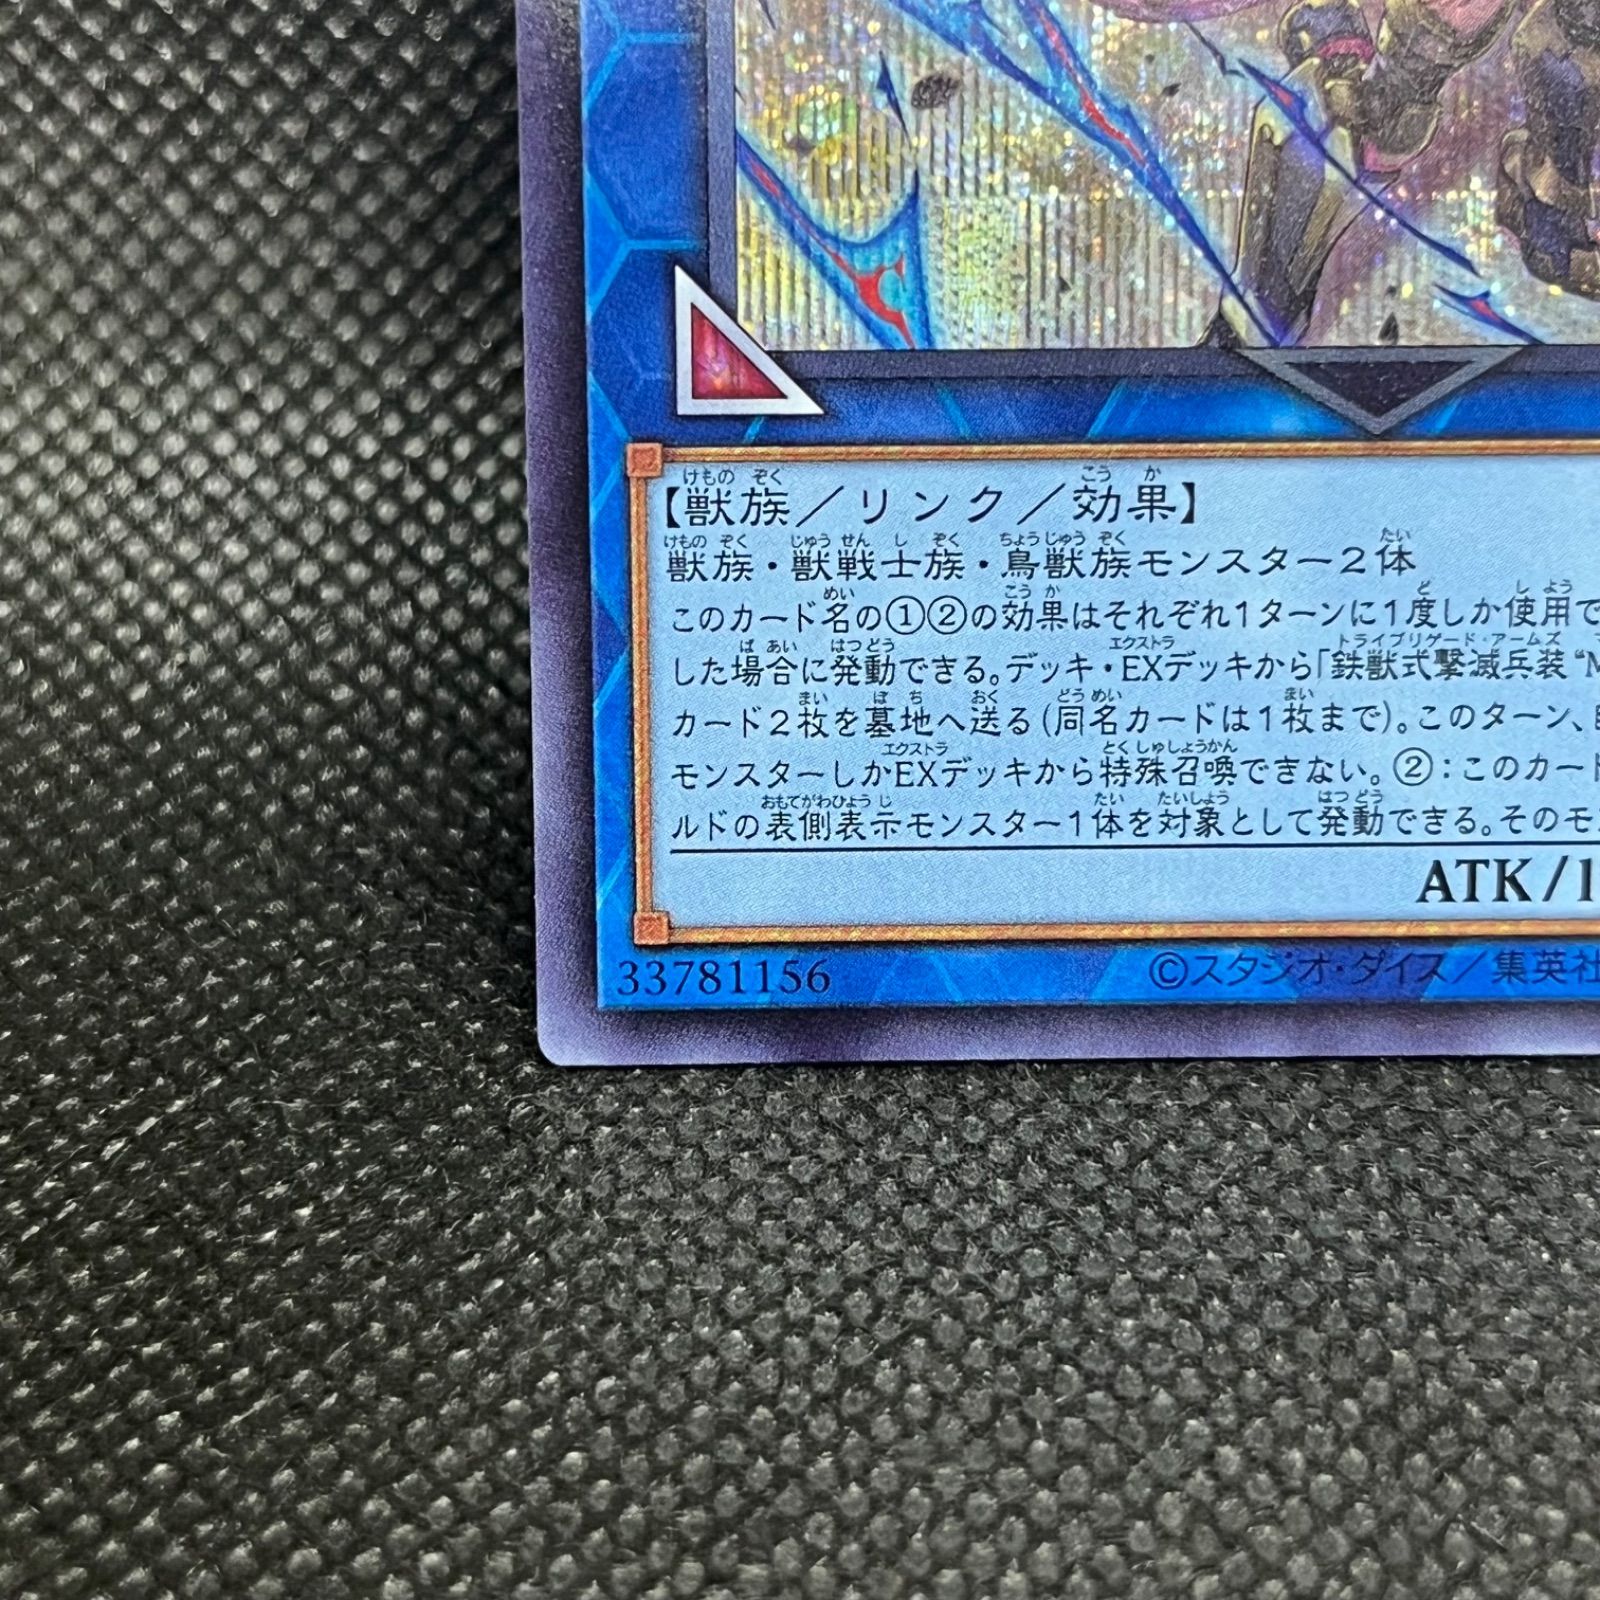 【獣族／リンク／効果】
獣族・獣戦士族・鳥獣族モンスター２体
このカード名の①②の効果はそれぞれ１ターンに１度しか使用で
した場合に発動できる。デッキ・EXデッキから「鉄獣式撃滅兵装“M
カード２枚を墓地へ送る(同名カードは１枚まで)。このターン、
モンスターしかEXデッキから特殊召喚できない。②：このカード
ルドの表側表示モンスター１体を対象として発動できる。そのモン
ATK/1
33781156 ©スタジオ・ダイス／集英社